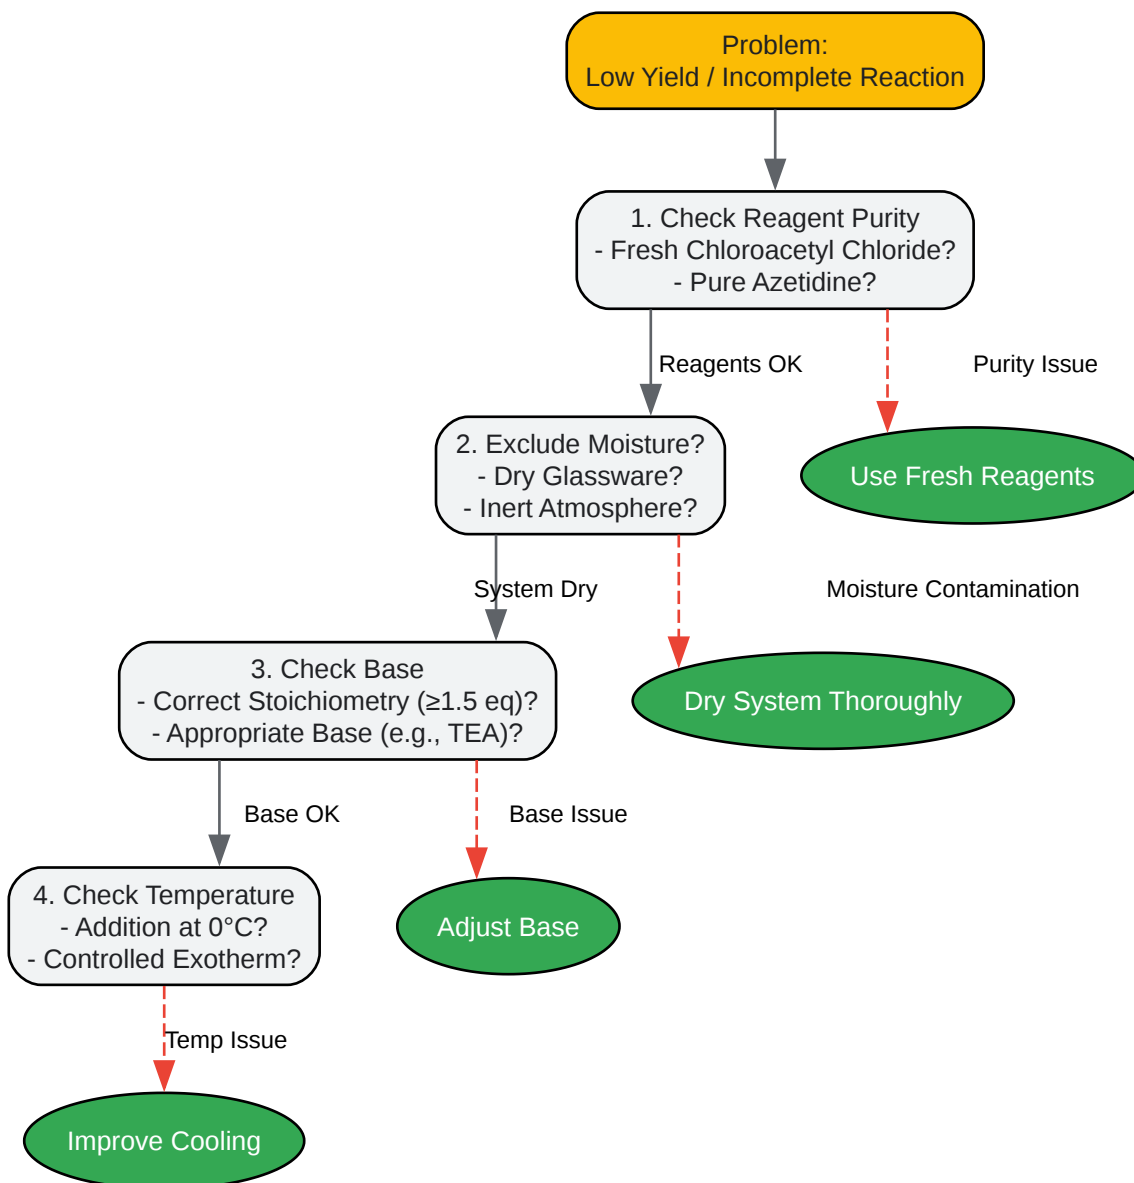 Problem:
Low Yield / Incomplete Reaction
1. Check Reagent Purity
- Fresh Chloroacetyl Chloride?
- Pure Azetidine?
Reagents OK
Purity Issue
2. Exclude Moisture?
- Dry Glassware?
- Inert Atmosphere?
Use Fresh Reagents
System Dry
Moisture Contamination
3. Check Base
- Correct Stoichiometry (≥1.5 eq)?
- Appropriate Base (e.g., TEA)?
Dry System Thoroughly
Base OK
Base Issue
4. Check Temperature
- Addition at 0°C?
- Controlled Exotherm?
Adjust Base
Temp Issue
Improve Cooling